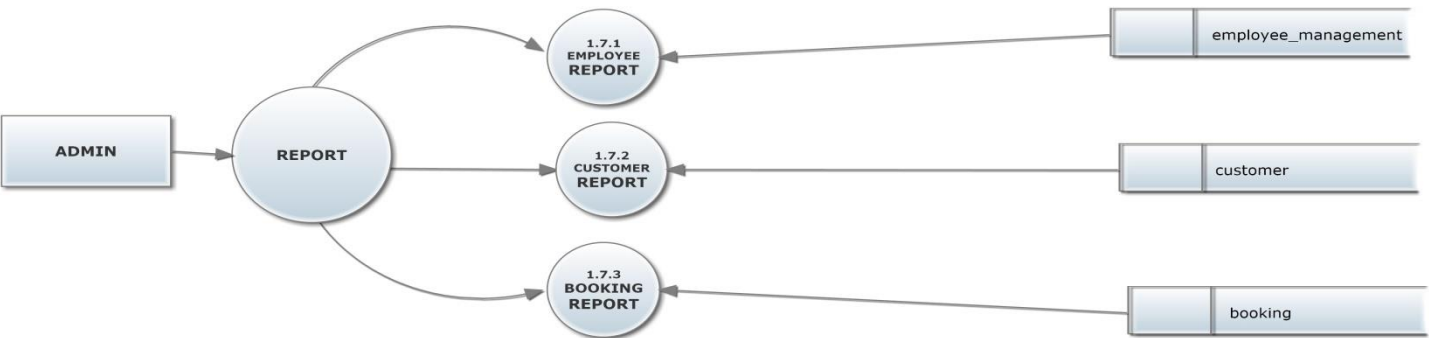 ADMIN
REPORT
1.7.1
EMPLOYEE
REPORT
employee_management
1.7.2
CUSTOMER
REPORT
customer
1.7.3
BOOKING
REPORT
booking